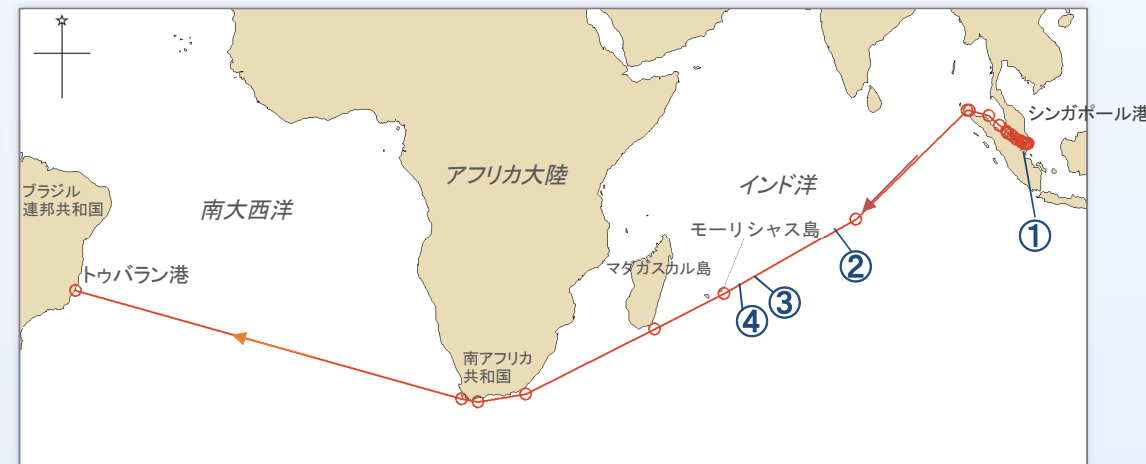 シンガポール港
アフリカ大陸
インド洋
ブラジル
連邦共和国
南大西洋
モーリシャス島
①
②
マダガスカル島
トゥバラン港
③
④
南アフリカ
共和国